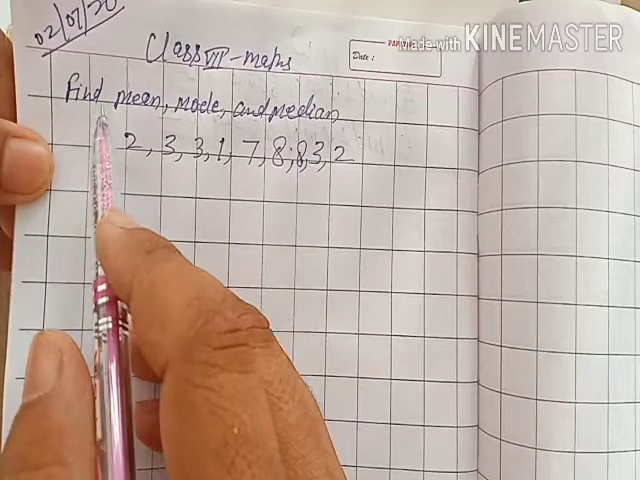 02/07/20
Made with KINEMASTER
Class VII - maths
Date:
Find mean, mode, and median
2, 3, 3, 1, 7, 8, 8, 3, 2